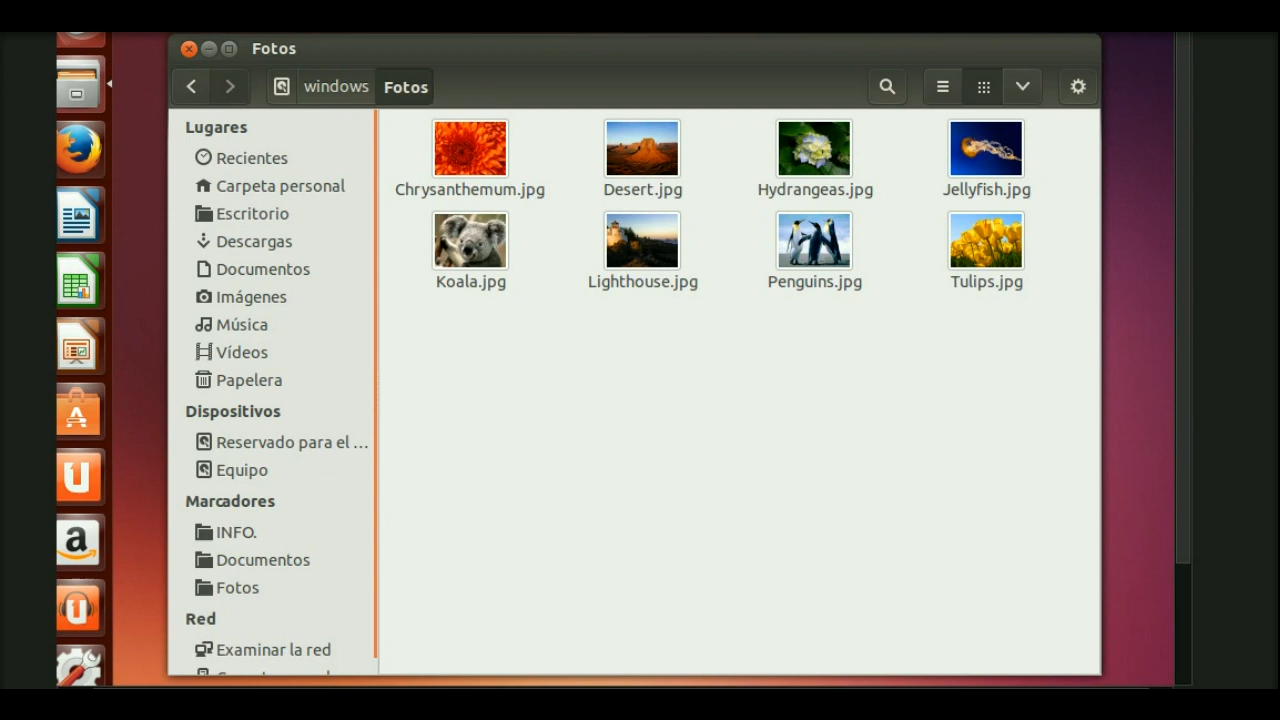 Fotos
windows Fotos
Lugares
Recientes
Carpeta personal
Escritorio
Descargas
Documentos
Imágenes
Música
Vídeos
Papelera
Dispositivos
Reservado para el ...
Equipo
Marcadores
INFO.
Documentos
Fotos
Red
Examinar la red
Chrysanthemum.jpg
Desert.jpg
Hydrangeas.jpg
Jellyfish.jpg
Koala.jpg
Lighthouse.jpg
Penguins.jpg
Tulips.jpg